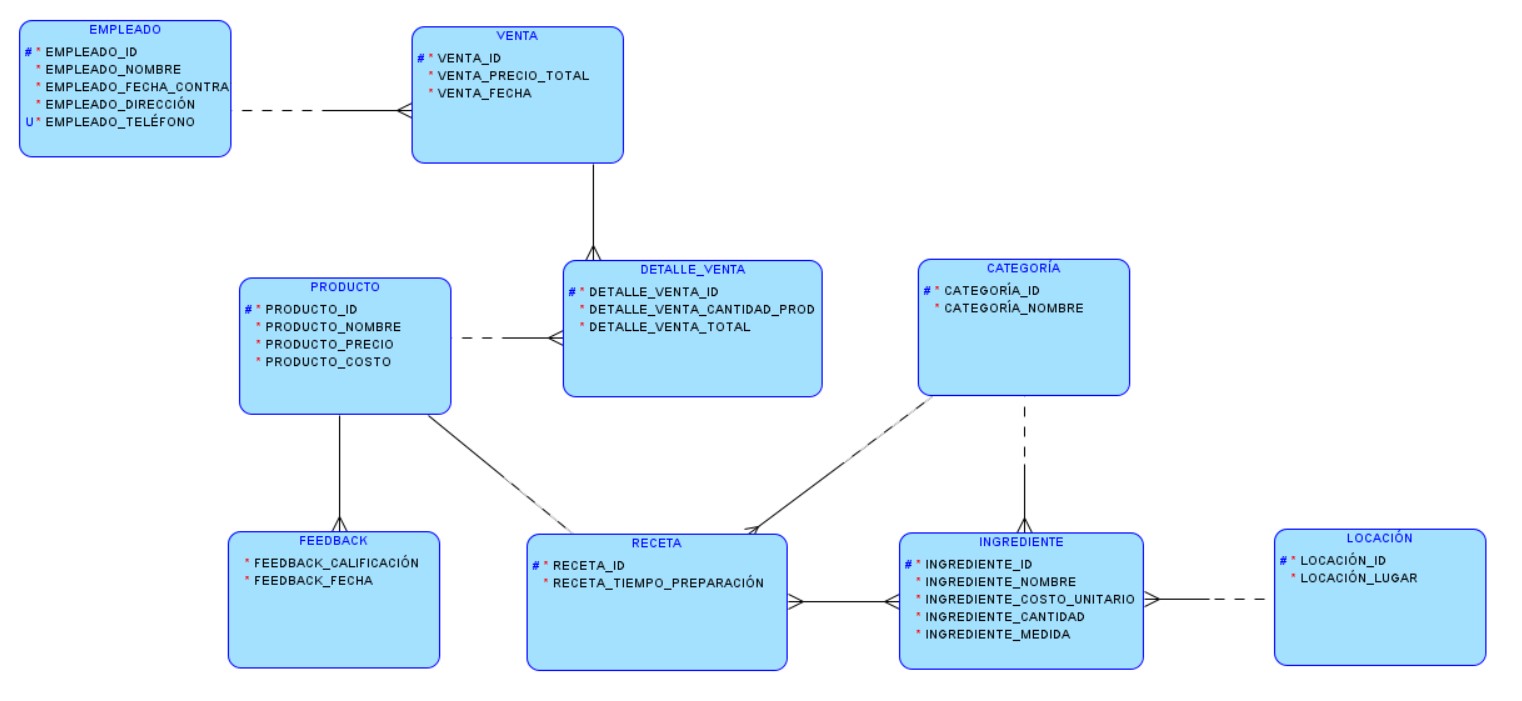 EMPLEADO
# * EMPLEADO_ID
* EMPLEADO_NOMBRE
* EMPLEADO_FECHA_CONTRA
* EMPLEADO_DIRECCIÓN
U * EMPLEADO_TELÉFONO
VENTA
# * VENTA_ID
* VENTA_PRECIO_TOTAL
* VENTA_FECHA
PRODUCTO
# * PRODUCTO_ID
* PRODUCTO_NOMBRE
* PRODUCTO_PRECIO
* PRODUCTO_COSTO
DETALLE_VENTA
# * DETALLE_VENTA_ID
* DETALLE_VENTA_CANTIDAD_PROD
* DETALLE_VENTA_TOTAL
CATEGORÍA
# * CATEGORÍA_ID
* CATEGORÍA_NOMBRE
FEEDBACK
* FEEDBACK_CALIFICACIÓN
* FEEDBACK_FECHA
RECETA
# * RECETA_ID
* RECETA_TIEMPO_PREPARACIÓN
INGREDIENTE
# * INGREDIENTE_ID
* INGREDIENTE_NOMBRE
* INGREDIENTE_COSTO_UNITARIO
* INGREDIENTE_CANTIDAD
* INGREDIENTE_MEDIDA
LOCACIÓN
# * LOCACIÓN_ID
* LOCACIÓN_LUGAR